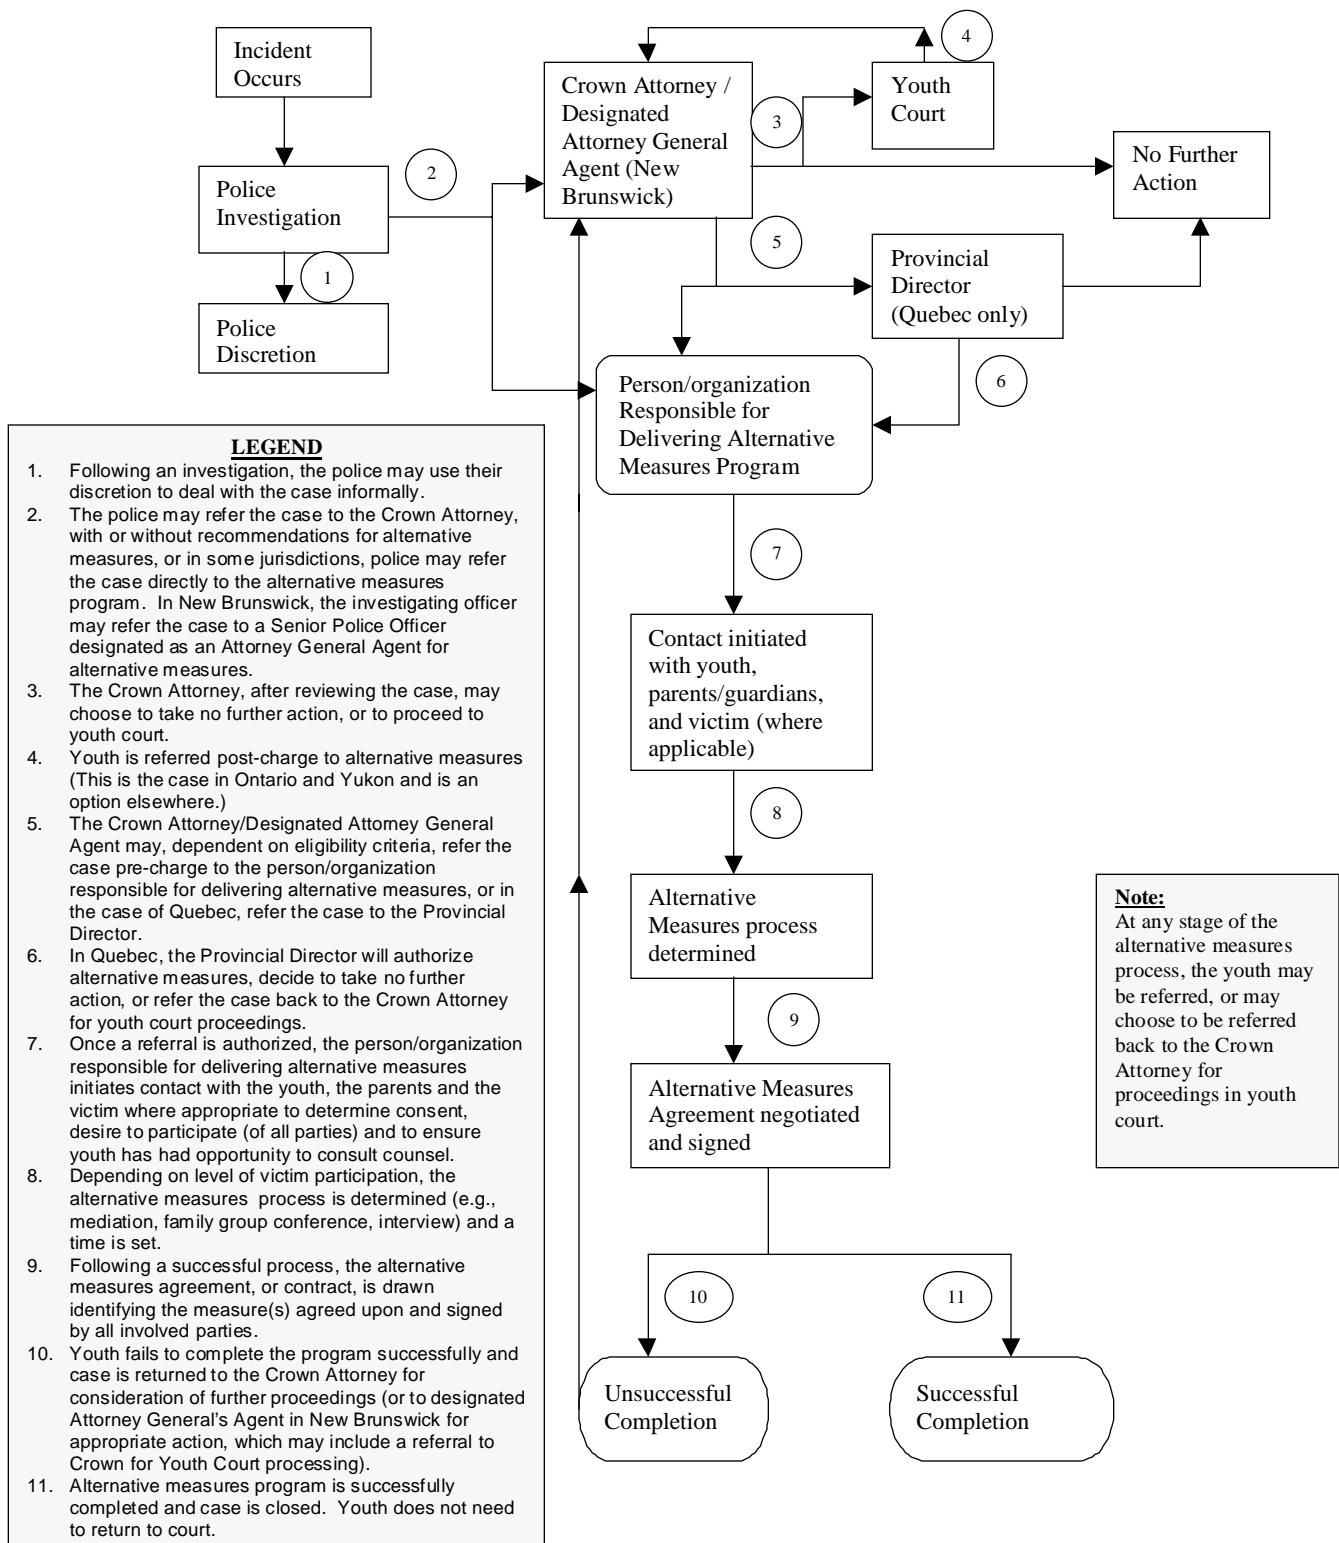 Incident
Occurs
4
Crown Attorney /
Designated
Attorney General
Agent (New
Brunswick)
3
Youth
Court
No Further
Action
2
Police
Investigation
5
Provincial
Director
(Quebec only)
1
Police
Discretion
6
Person/organization
Responsible for
Delivering Alternative
Measures Program
7
Contact initiated
with youth,
parents/guardians,
and victim (where
applicable)
8
Alternative
Measures process
determined
9
Alternative Measures
Agreement negotiated
and signed
10
11
Unsuccessful
Completion
Successful
Completion
LEGEND
1. Following an investigation, the police may use their
discretion to deal with the case informally.
2. The police may refer the case to the Crown Attorney,
with or without recommendations for alternative
measures, or in some jurisdictions, police may refer
the case directly to the alternative measures
program. In New Brunswick, the investigating officer
may refer the case to a Senior Police Officer
designated as an Attorney General Agent for
alternative measures.
3. The Crown Attorney, after reviewing the case, may
choose to take no further action, or to proceed to
youth court.
4. Youth is referred post-charge to alternative measures
(This is the case in Ontario and Yukon and is an
option elsewhere.)
5. The Crown Attorney/Designated Attorney General
Agent may, dependent on eligibility criteria, refer the
case pre-charge to the person/organization
responsible for delivering alternative measures, or in
the case of Quebec, refer the case to the Provincial
Director.
6. In Quebec, the Provincial Director will authorize
alternative measures, decide to take no further
action, or refer the case back to the Crown Attorney
for youth court proceedings.
7. Once a referral is authorized, the person/organization
responsible for delivering alternative measures
initiates contact with the youth, the parents and the
victim where appropriate to determine consent,
desire to participate (of all parties) and to ensure
youth has had opportunity to consult counsel.
8. Depending on level of victim participation, the
alternative measures process is determined (e.g.,
mediation, family group conference, interview) and a
time is set.
9. Following a successful process, the alternative
measures agreement, or contract, is drawn
identifying the measure(s) agreed upon and signed
by all involved parties.
10. Youth fails to complete the program successfully and
case is returned to the Crown Attorney for
consideration of further proceedings (or to designated
Attorney General's Agent in New Brunswick for
appropriate action, which may include a referral to
Crown for Youth Court processing).
11. Alternative measures program is successfully
completed and case is closed. Youth does not need
to return to court.
Note:
At any stage of the
alternative measures
process, the youth may
be referred, or may
choose to be referred
back to the Crown
Attorney for
proceedings in youth
court.